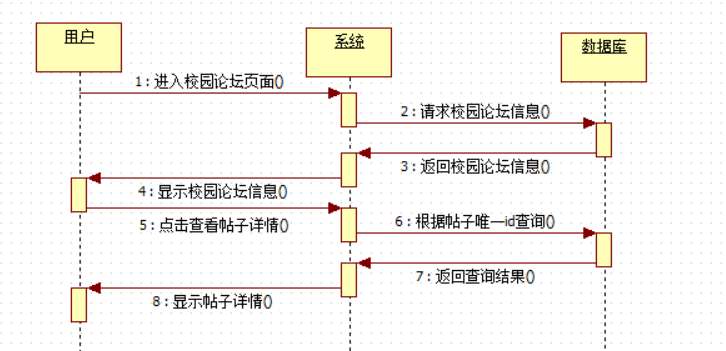 用户
系统
数据库
1 : 进入校园论坛页面()
2 : 请求校园论坛信息()
3 : 返回校园论坛信息()
4 : 显示校园论坛信息()
5 : 点击查看帖子详情()
6 : 根据帖子唯一id查询()
7 : 返回查询结果()
8 : 显示帖子详情()